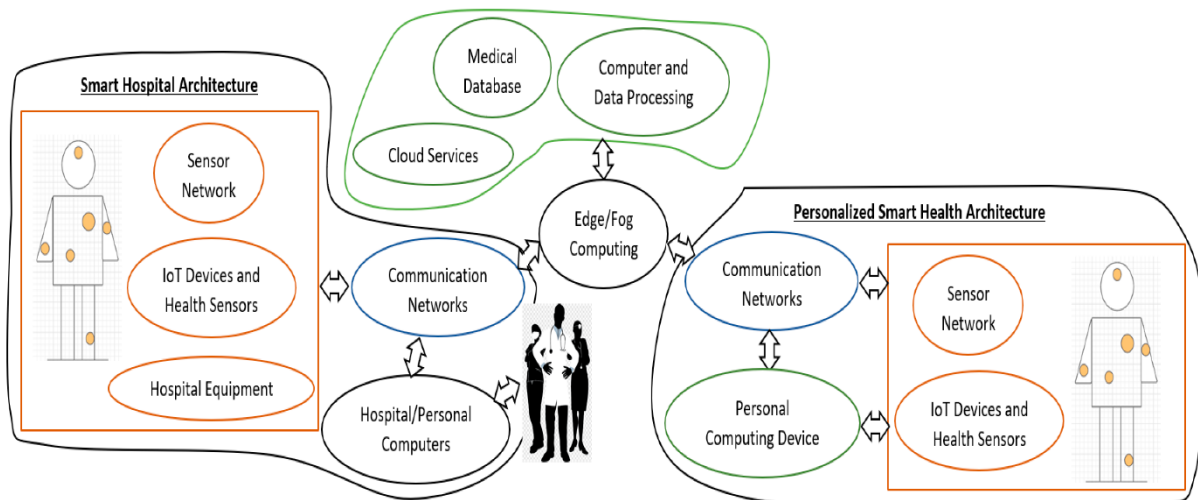 Smart Hospital Architecture
Sensor
Network
IoT Devices and
Health Sensors
Hospital Equipment
Communication
Networks
Hospital/Personal
Computers
Medical
Database
Computer and
Data Processing
Cloud Services
Edge/Fog
Computing
Personalized Smart Health Architecture
Communication
Networks
Personal
Computing Device
Sensor
Network
IoT Devices and
Health Sensors